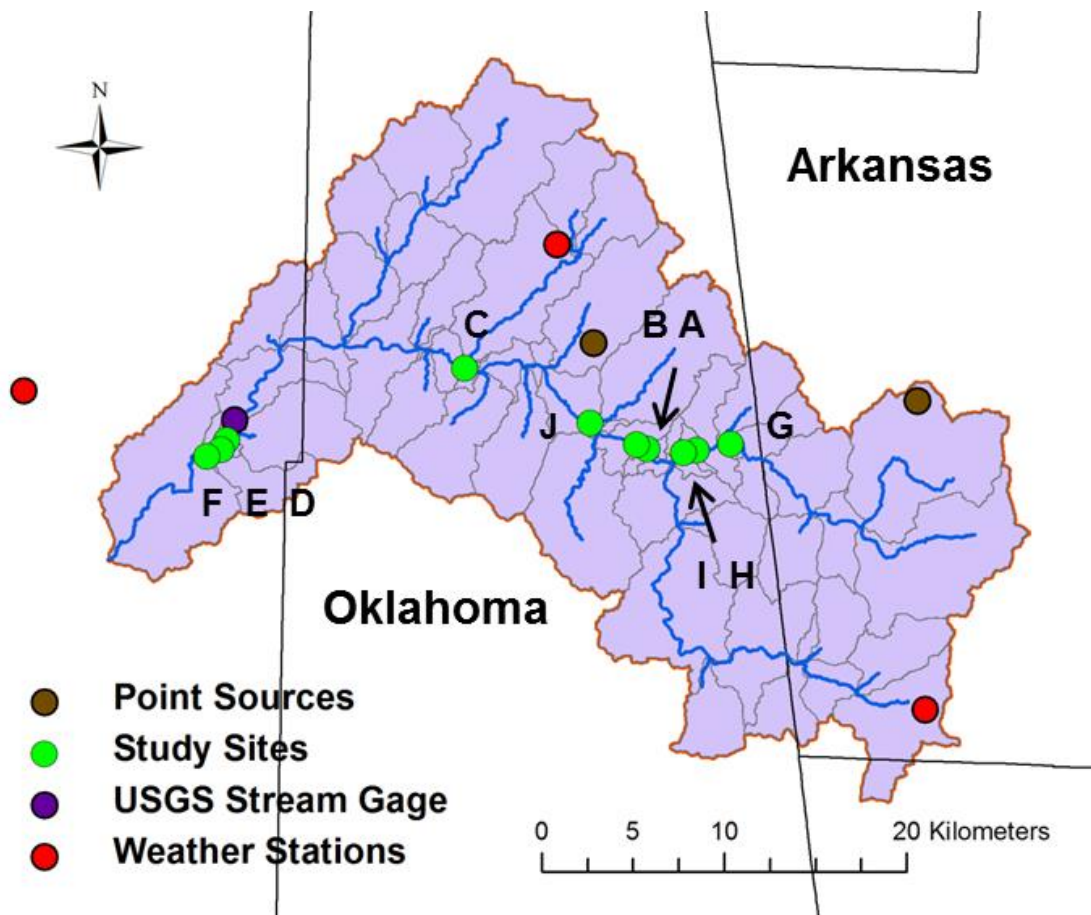 N
Arkansas
C
B A
J
G
F E D
I H
Oklahoma
Point Sources
Study Sites
USGS Stream Gage
Weather Stations
0 5 10 20 Kilometers